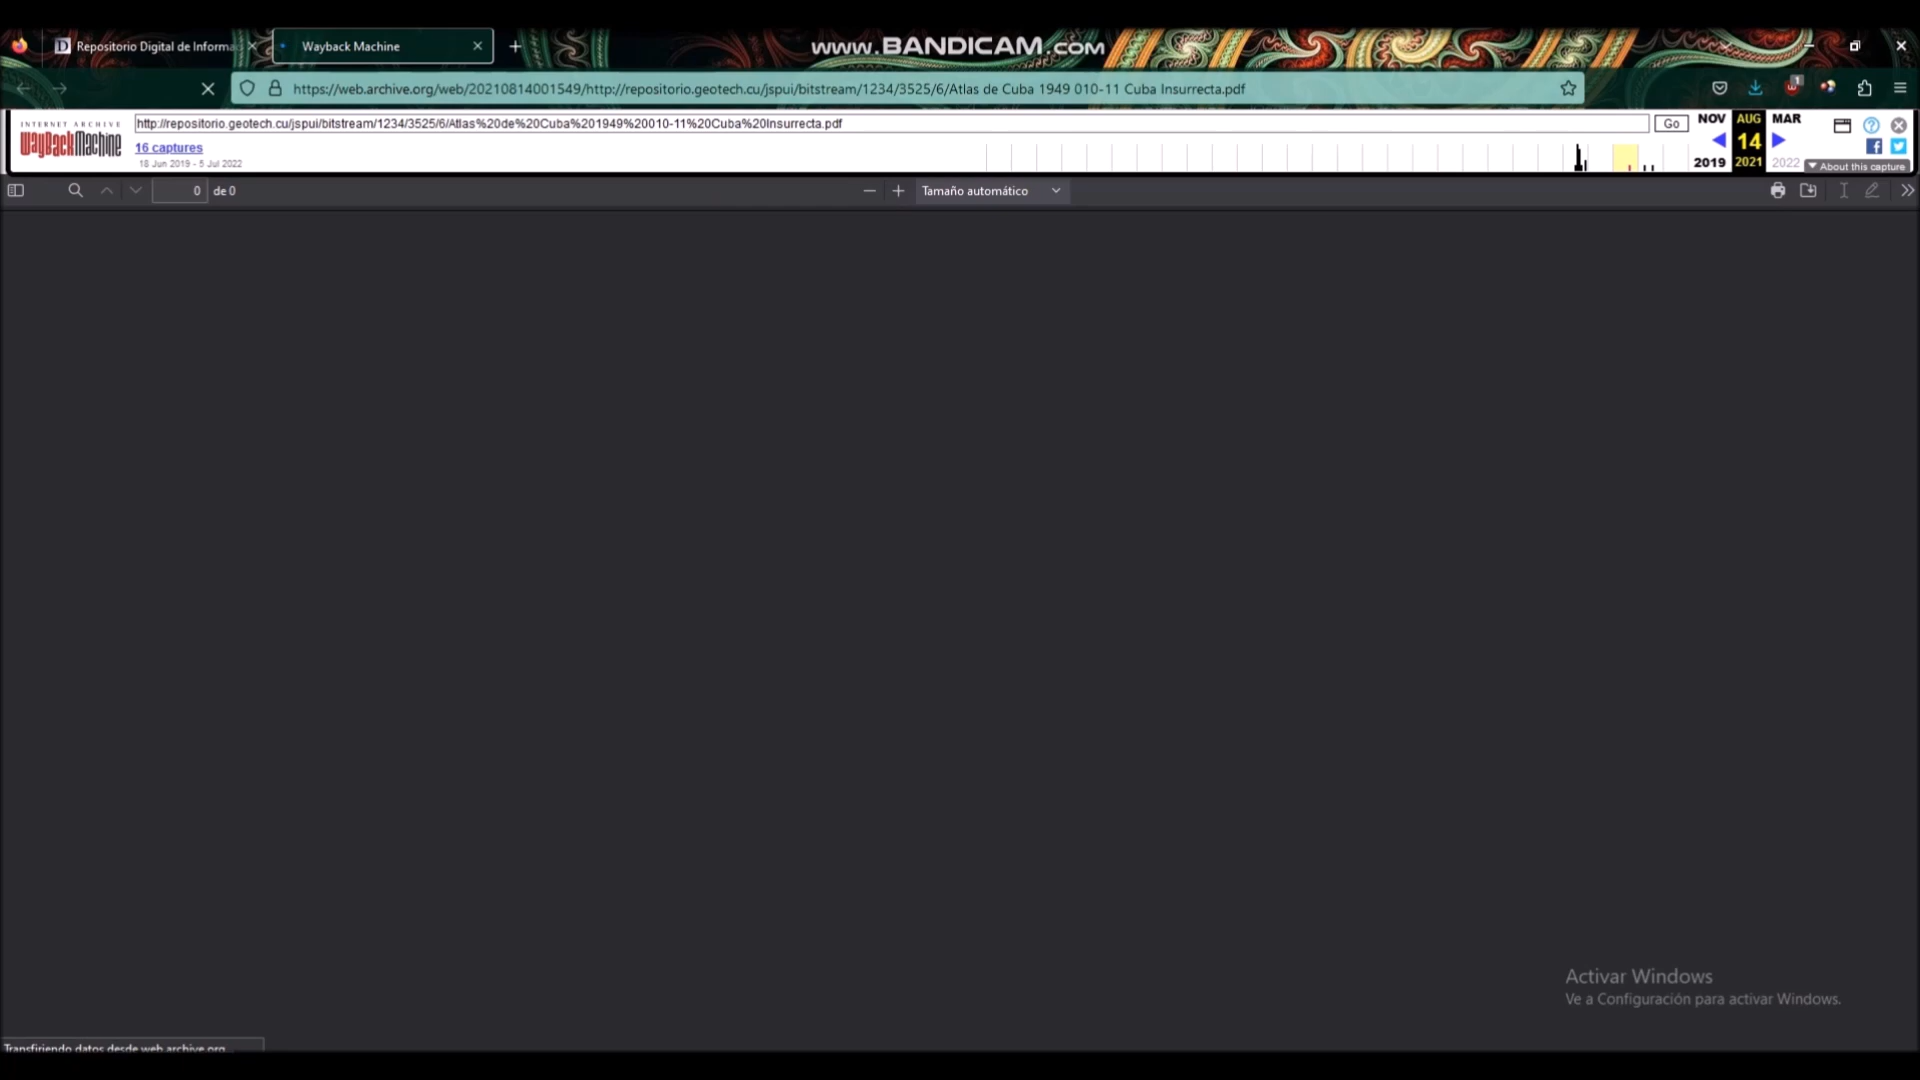 Repositorio Digital de Informa
Wayback Machine
www.BANDICAM.com
https://web.archive.org/web/20210814001549/http://repositorio.geotech.cu/jspui/bitstream/1234/3525/6/Atlas de Cuba 1949 010-11 Cuba Insurrecta.pdf
1
INTERNET ARCHIVE
WayBackMachine
http://repositorio.geotech.cu/jspui/bitstream/1234/3525/6/Atlas%20de%20Cuba%201949%20010-11%20Cuba%20Insurrecta.pdf
Go
NOV AUG MAR
16 captures
14
18 Jun 2019 - 5 Jul 2022
2019 2021 2022
About this capture
0 de 0
Tamaño automático
Activar Windows
Ve a Configuración para activar Windows.
Transfiriendo datos desde web.archive.org...